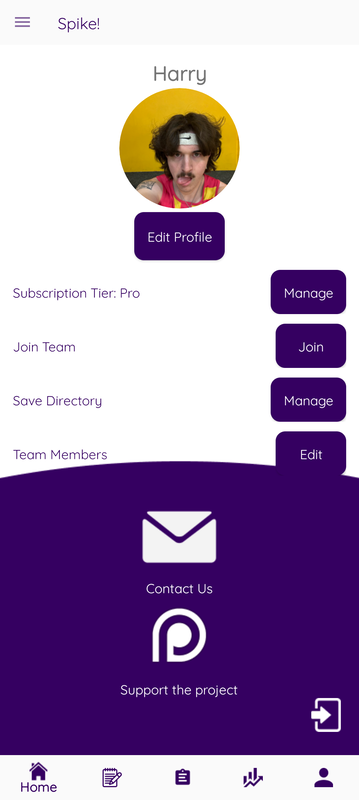 Spike!
Harry
Edit Profile
Subscription Tier: Pro
Manage
Join Team
Join
Save Directory
Manage
Team Members
Edit
Contact Us
Support the project
Home